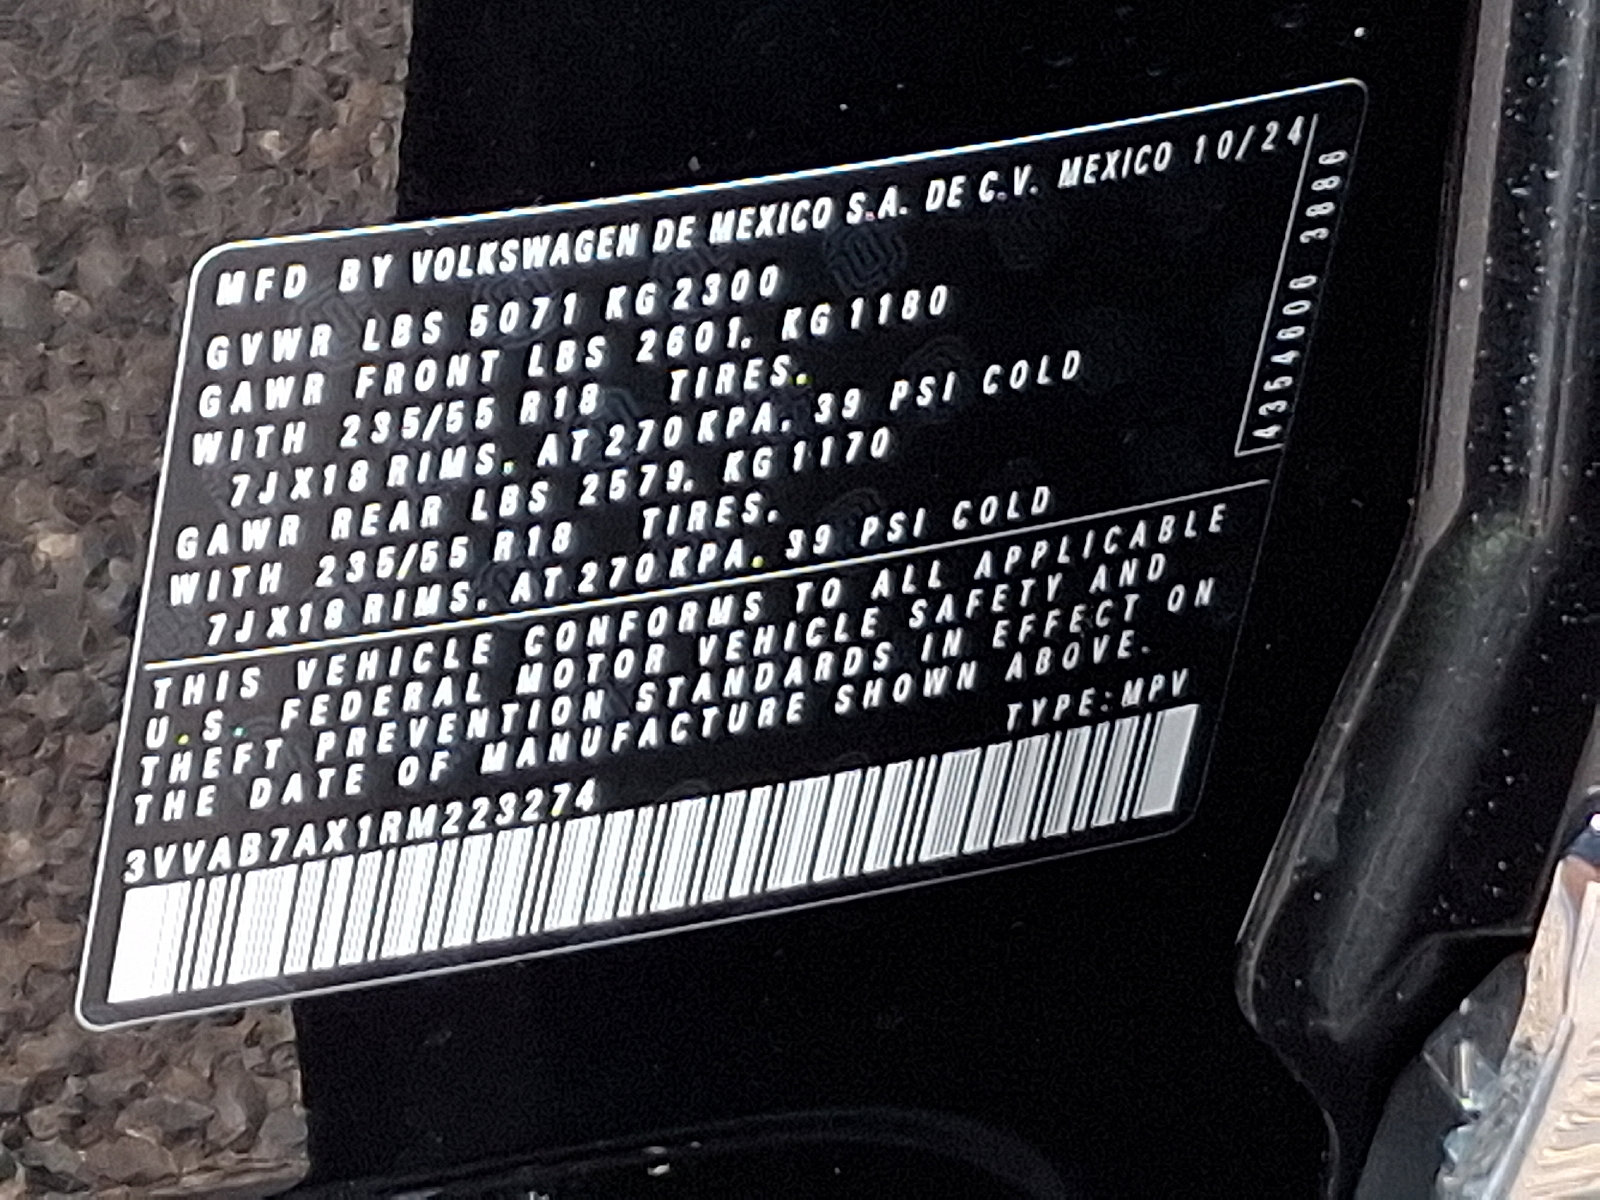 MFD BY VOLKSWAGEN DE MEXICO S.A. DE C.V. MEXICO 10/24
GVWR LBS 5071 KG 2300
GAWR FRONT LBS 2601. KG 1180
WITH 235/55 R18 TIRES.
7JX18 RIMS. AT 270 KPA. 39 PSI COLD
GAWR REAR LBS 2579. KG 1170
WITH 235/55 R18 TIRES.
7JX18 RIMS. AT 270 KPA. 39 PSI COLD
THIS VEHICLE CONFORMS TO ALL APPLICABLE
U.S. FEDERAL MOTOR VEHICLE SAFETY AND
THEFT PREVENTION STANDARDS IN EFFECT ON
THE DATE OF MANUFACTURE SHOWN ABOVE.
TYPE: MPV
3VVAB7AX1RM223274